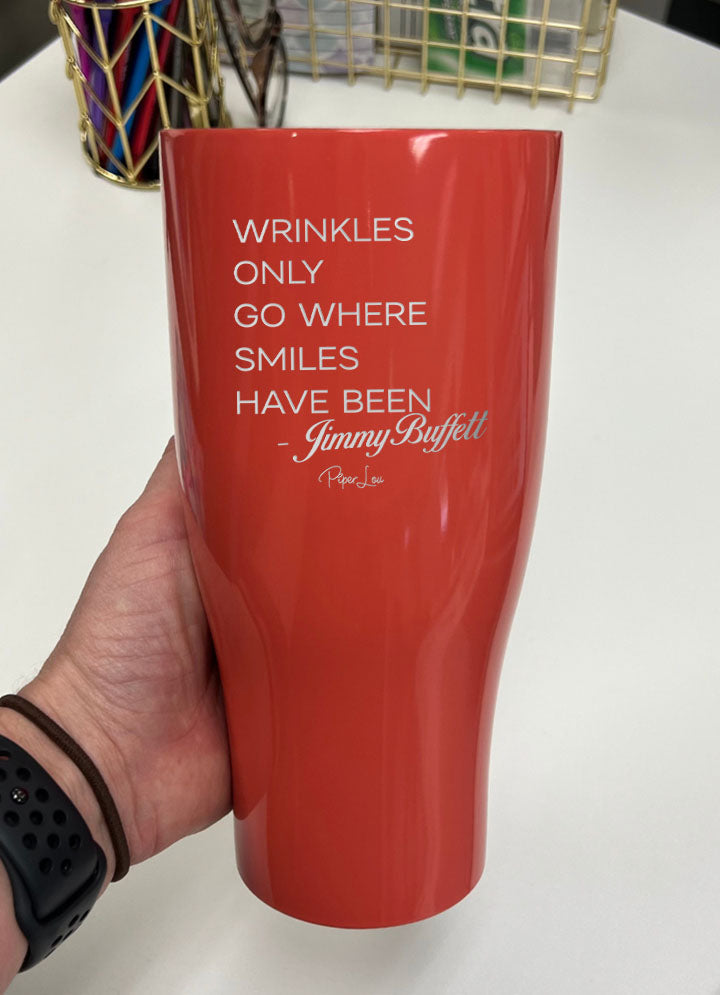 WRINKLES
ONLY
GO WHERE
SMILES
HAVE BEEN
- Jimmy Buffett
Piper Lou